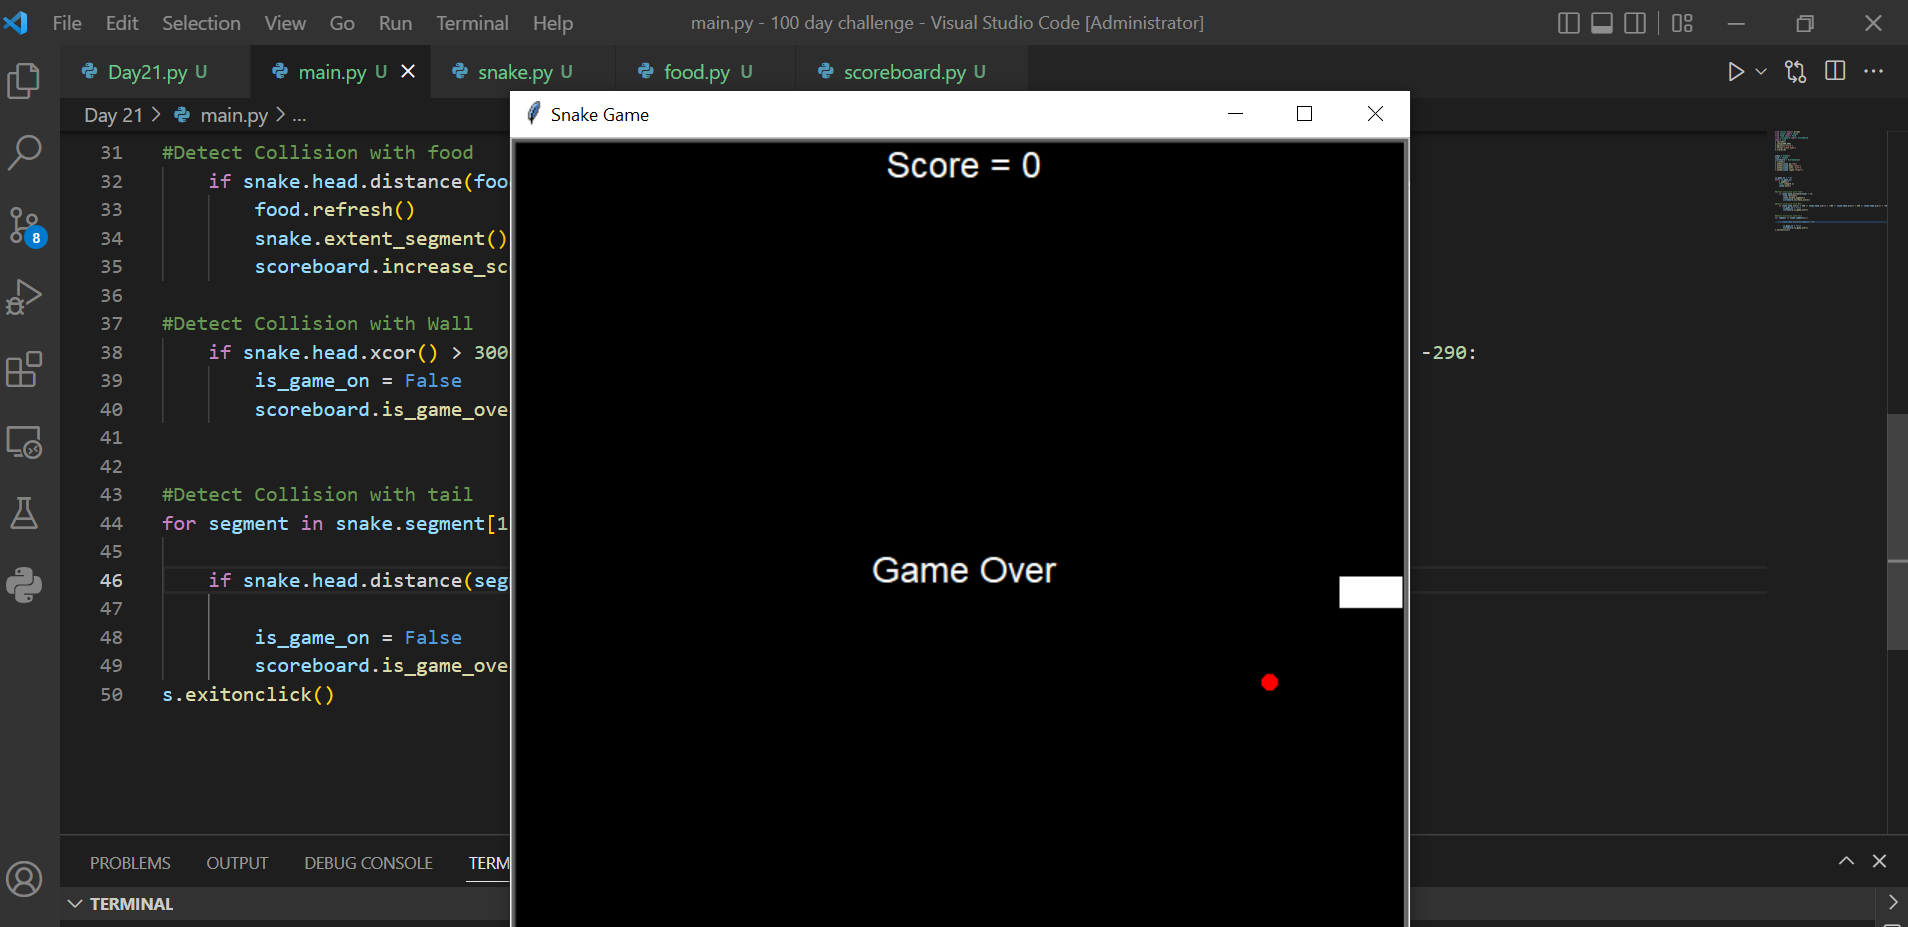 File Edit Selection View Go Run Terminal Help main.py - 100 day challenge - Visual Studio Code [Administrator]
Day21.py U main.py U snake.py U food.py U scoreboard.py U
Day 21 > main.py > ...
Snake Game
Score = 0
31 #Detect Collision with food
32 if snake.head.distance(foo
33 food.refresh()
34 snake.extent_segment()
35 scoreboard.increase_sc
36
37 #Detect Collision with Wall
38 if snake.head.xcor() > 300 -290:
39 is_game_on = False
40 scoreboard.is_game_ove
41
42
43 #Detect Collision with tail
44 for segment in snake.segment[1
45
Game Over
46 if snake.head.distance(seg
47
48 is_game_on = False
49 scoreboard.is_game_ove
50 s.exitonclick()
8
PROBLEMS OUTPUT DEBUG CONSOLE TERM
TERMINAL